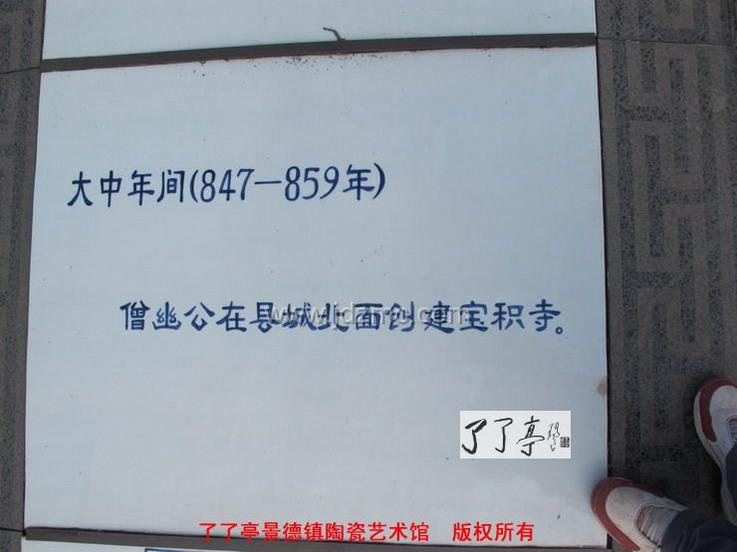 大中年间(847—859年)
僧幽公在县城北面创建宝积寺。
了了亭
了了亭景德镇陶瓷艺术馆 版权所有